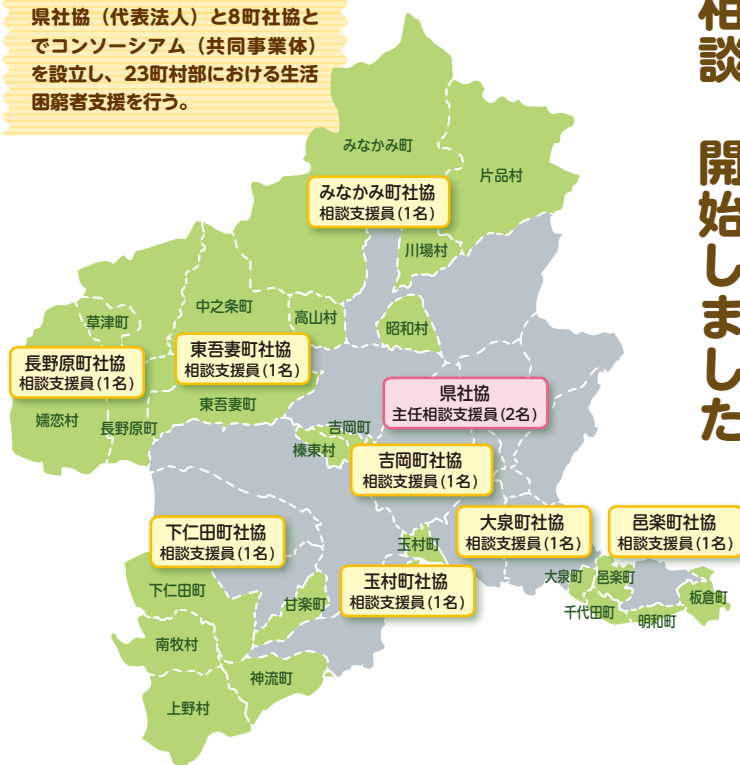 県社協（代表法人）と8町社協と
でコンソーシアム（共同事業体）
を設立し、23町村部における生活
困窮者支援を行う。
相談
開始しました
みなかみ町
片品村
みなかみ町社協
相談支援員(1名)
川場村
中之条町
高山村
昭和村
草津町
長野原町社協
相談支援員(1名)
東吾妻町社協
相談支援員(1名)
県社協
主任相談支援員(2名)
嬬恋村
長野原町
東吾妻町
吉岡町
榛東村
吉岡町社協
相談支援員(1名)
下仁田町社協
相談支援員(1名)
玉村町
大泉町社協
相談支援員(1名)
邑楽町社協
相談支援員(1名)
玉村町社協
相談支援員(1名)
下仁田町
甘楽町
大泉町
邑楽町
板倉町
千代田町
明和町
南牧村
神流町
上野村